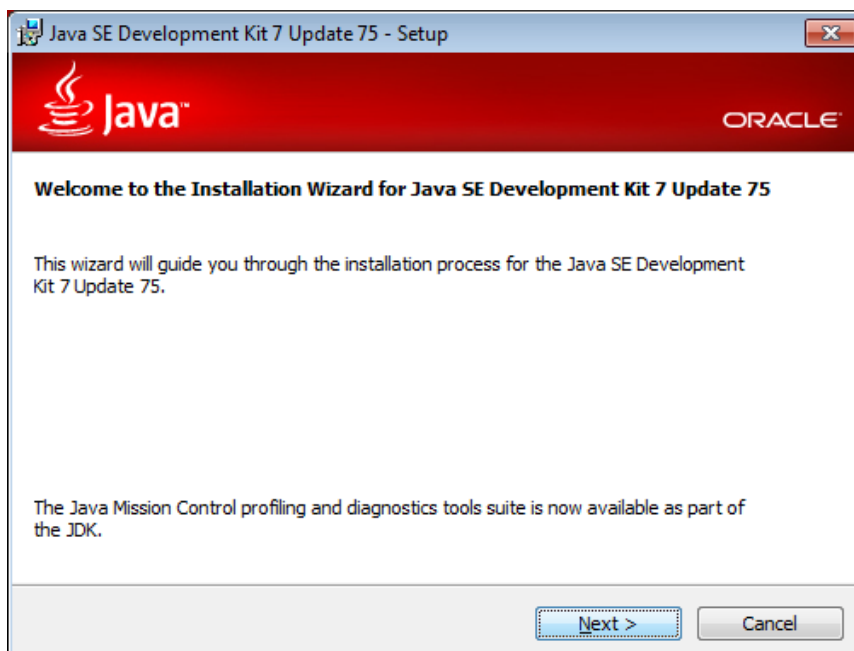 Java SE Development Kit 7 Update 75 - Setup
Java™
ORACLE
Welcome to the Installation Wizard for Java SE Development Kit 7 Update 75
This wizard will guide you through the installation process for the Java SE Development
Kit 7 Update 75.
The Java Mission Control profiling and diagnostics tools suite is now available as part of
the JDK.
Next >
Cancel